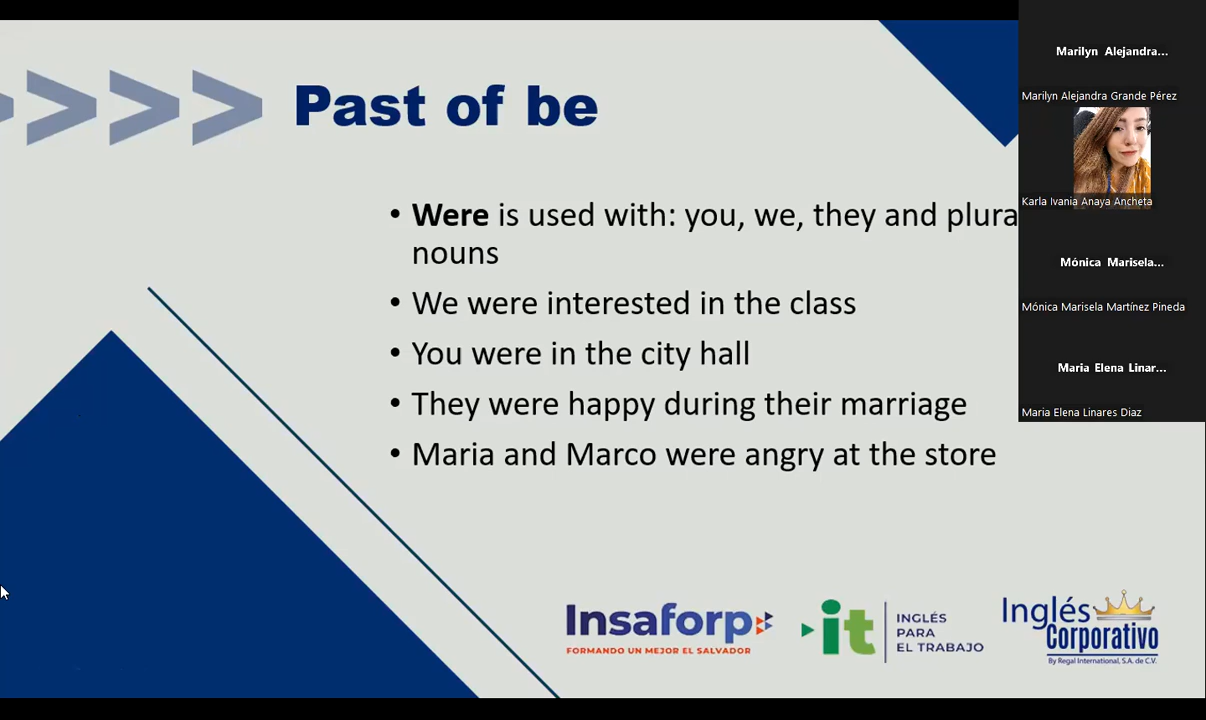 Past of be
• Were is used with: you, we, they and plura
nouns
• We were interested in the class
• You were in the city hall
• They were happy during their marriage
• Maria and Marco were angry at the store
Insaforp
FORMANDO UN MEJOR EL SALVADOR
it
INGLÉS
PARA
EL TRABAJO
Inglés
Corporativo
By Regal International, S.A. de C.V.
Marilyn Alejandra...
Marilyn Alejandra Grande Pérez
Karla Ivania Anaya Ancheta
Mónica Marisela...
Mónica Marisela Martínez Pineda
Maria Elena Linar...
Maria Elena Linares Diaz